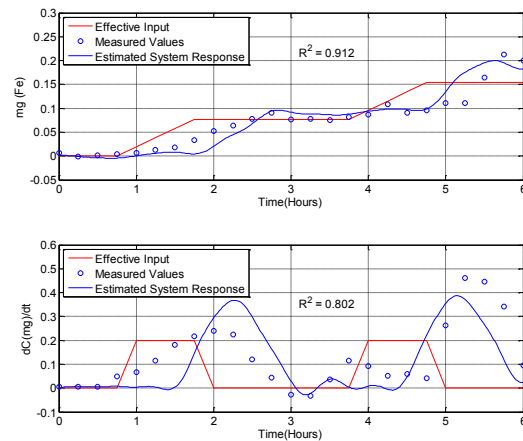 0.3
0.25
0.2
0.15
0.1
0.05
0
-0.05
mg (Fe)
Effective Input
Measured Values
Estimated System Response
R² = 0.912
0 1 2 3 4 5 6
Time(Hours)
0.6
0.5
0.4
0.3
0.2
0.1
0
-0.1
dC(mg)/dt
Effective Input
Measured Values
Estimated System Response
R² = 0.802
0 1 2 3 4 5 6
Time(Hours)